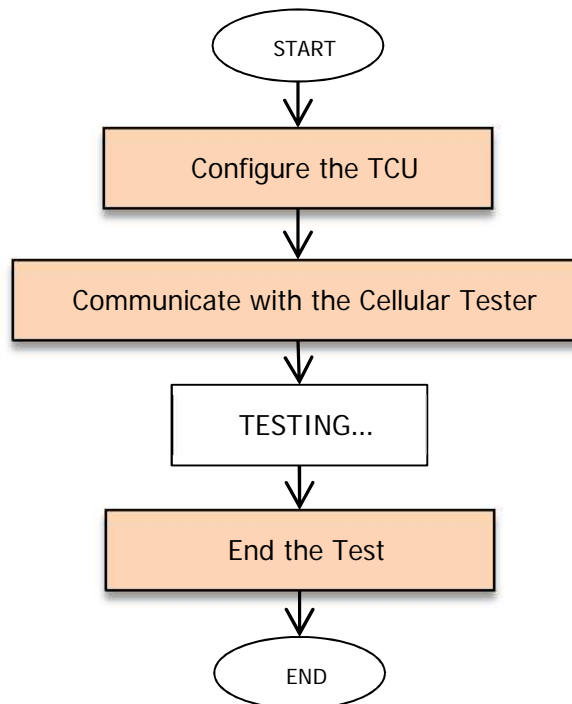 START
Configure the TCU
Communicate with the Cellular Tester
TESTING...
End the Test
END